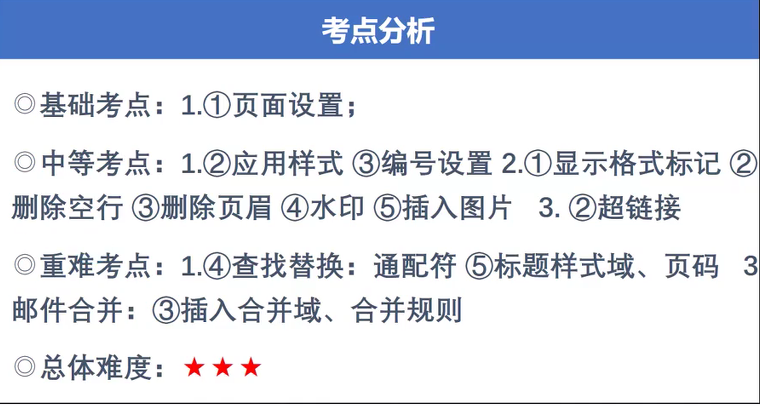 考点分析
◎基础考点：1.①页面设置；
◎中等考点：1.②应用样式 ③编号设置 2.①显示格式标记 ②
删除空行 ③删除页眉 ④水印 ⑤插入图片 3. ②超链接
◎重难考点：1.④查找替换：通配符 ⑤标题样式域、页码 3
邮件合并：③插入合并域、合并规则
◎总体难度：★★★